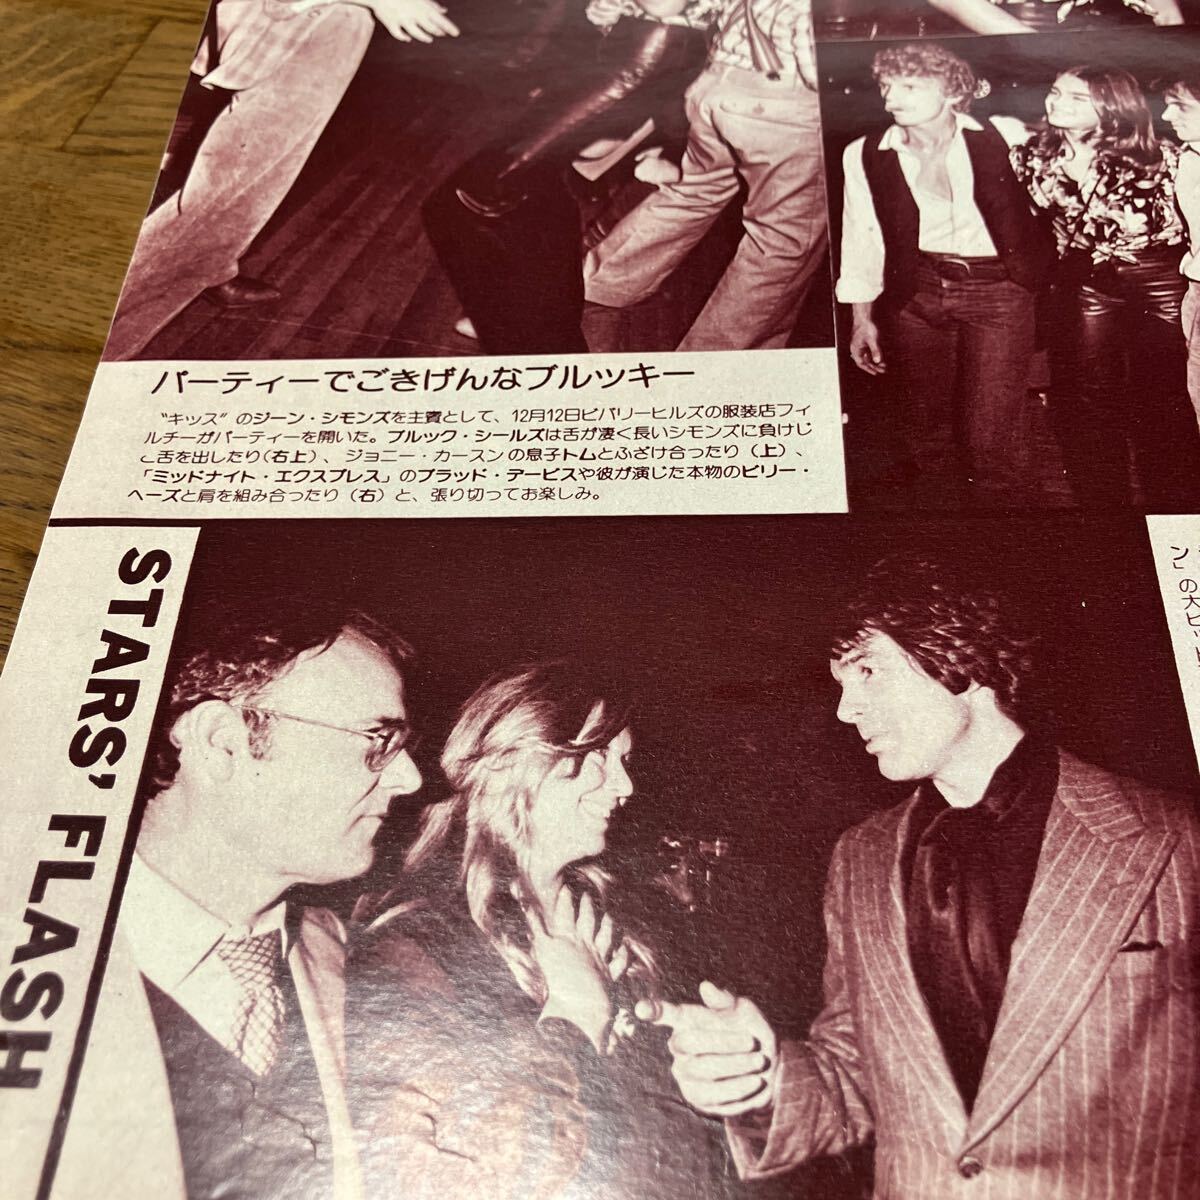 パーティーでごきげんなブルッキー
"キッス"のジーン・シモンズを主賓として、12月12日ビバリーヒルズの服装店フィ
ルチーがパーティーを開いた。ブルック・シールズは舌が凄く長いシモンズに負けじ
と舌を出したり(右上)、ジョニー・カースンの息子トムとふざけ合ったり(上)、
「ミッドナイト・エクスプレス」のブラッド・デービスや彼が演じた本物のビリー・
ヘーズと肩を組み合ったり(右)と、張り切ってお楽しみ。
STARS' FLASH
ン」の大ヒット